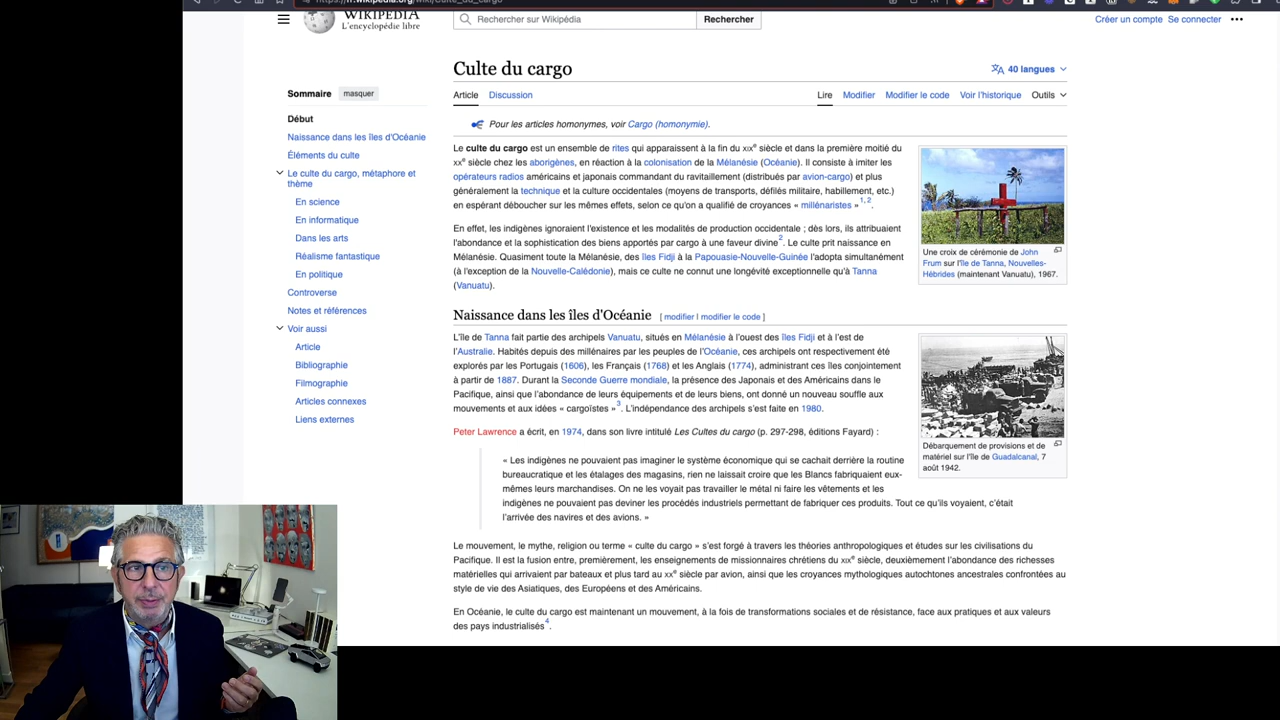 https://fr.wikipedia.org/wiki/Culte_du_cargo
WIKIPÉDIA
L'encyclopédie libre
Rechercher sur Wikipédia
Rechercher
Créer un compte Se connecter
Culte du cargo
40 langues
Sommaire masquer
Article Discussion
Lire Modifier Modifier le code Voir l'historique Outils
Début
Naissance dans les îles d'Océanie
Éléments du culte
Le culte du cargo, métaphore et
thème
En science
En informatique
Dans les arts
Réalisme fantastique
En politique
Controverse
Notes et références
Voir aussi
Article
Bibliographie
Filmographie
Articles connexes
Liens externes
Pour les articles homonymes, voir Cargo (homonymie).
Le culte du cargo est un ensemble de rites qui apparaissent à la fin du XIXe siècle et dans la première moitié du
XXe siècle chez les aborigènes, en réaction à la colonisation de la Mélanésie (Océanie). Il consiste à imiter les
opérateurs radios américains et japonais commandant du ravitaillement (distribués par avion-cargo) et plus
généralement la technique et la culture occidentales (moyens de transports, défilés militaire, habillement, etc.)
en espérant déboucher sur les mêmes effets, selon ce qu'on a qualifié de croyances « millénaristes »1, 2.
En effet, les indigènes ignoraient l'existence et les modalités de production occidentale ; dès lors, ils attribuaient
l'abondance et la sophistication des biens apportés par cargo à une faveur divine2. Le culte prit naissance en
Mélanésie. Quasiment toute la Mélanésie, des îles Fidji à la Papouasie-Nouvelle-Guinée l'adopta simultanément
(à l'exception de la Nouvelle-Calédonie), mais ce culte ne connut une longévité exceptionnelle qu'à Tanna
(Vanuatu).
Une croix de cérémonie de John
Frum sur l'île de Tanna, Nouvelles-
Hébrides (maintenant Vanuatu), 1967.
Naissance dans les îles d'Océanie [ modifier | modifier le code ]
L'île de Tanna fait partie des archipels Vanuatu, situés en Mélanésie à l'ouest des îles Fidji et à l'est de
l'Australie. Habités depuis des millénaires par les peuples de l'Océanie, ces archipels ont respectivement été
explorés par les Portugais (1606), les Français (1768) et les Anglais (1774), administrant ces îles conjointement
à partir de 1887. Durant la Seconde Guerre mondiale, la présence des Japonais et des Américains dans le
Pacifique, ainsi que l'abondance de leurs équipements et de leurs biens, ont donné un nouveau souffle aux
mouvements et aux idées « cargoïstes »3. L'indépendance des archipels s'est faite en 1980.
Débarquement de provisions et de
matériel sur l'île de Guadalcanal, 7
août 1942.
Peter Lawrence a écrit, en 1974, dans son livre intitulé Les Cultes du cargo (p. 297-298, éditions Fayard) :
« Les indigènes ne pouvaient pas imaginer le système économique qui se cachait derrière la routine
bureaucratique et les étalages des magasins, rien ne laissait croire que les Blancs fabriquaient eux-
mêmes leurs marchandises. On ne les voyait pas travailler le métal ni faire les vêtements et les
indigènes ne pouvaient pas deviner les procédés industriels permettant de fabriquer ces produits. Tout ce qu'ils voyaient, c'était
l'arrivée des navires et des avions. »
Le mouvement, le mythe, religion ou terme « culte du cargo » s'est forgé à travers les théories anthropologiques et études sur les civilisations du
Pacifique. Il est la fusion entre, premièrement, les enseignements de missionnaires chrétiens du XIXe siècle, deuxièmement l'abondance des richesses
matérielles qui arrivaient par bateaux et plus tard au XXe siècle par avion, ainsi que les croyances mythologiques autochtones ancestrales confrontées au
style de vie des Asiatiques, des Européens et des Américains.
En Océanie, le culte du cargo est maintenant un mouvement, à la fois de transformations sociales et de résistance, face aux pratiques et aux valeurs
des pays industrialisés4.